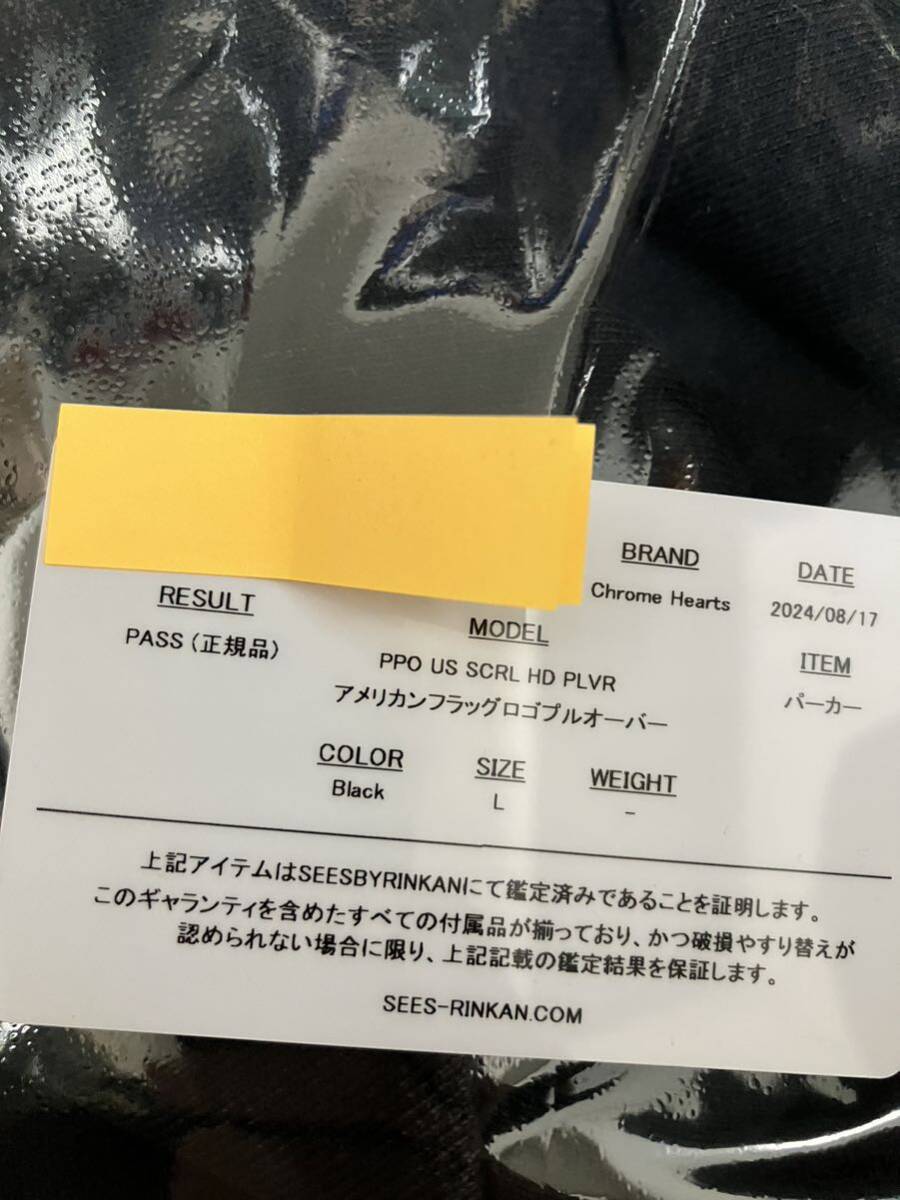 BRAND
Chrome Hearts
DATE
2024/08/17
RESULT
PASS（正規品）
MODEL
PPO US SCRL HD PLVR
アメリカンフラッグロゴプルオーバー
ITEM
パーカー
COLOR
Black
SIZE
L
WEIGHT
-
上記アイテムはSEESBYRINKANにて鑑定済みであることを証明します。
このギャランティを含めたすべての付属品が揃っており、かつ破損やすり替えが
認められない場合に限り、上記記載の鑑定結果を保証します。
SEES-RINKAN.COM